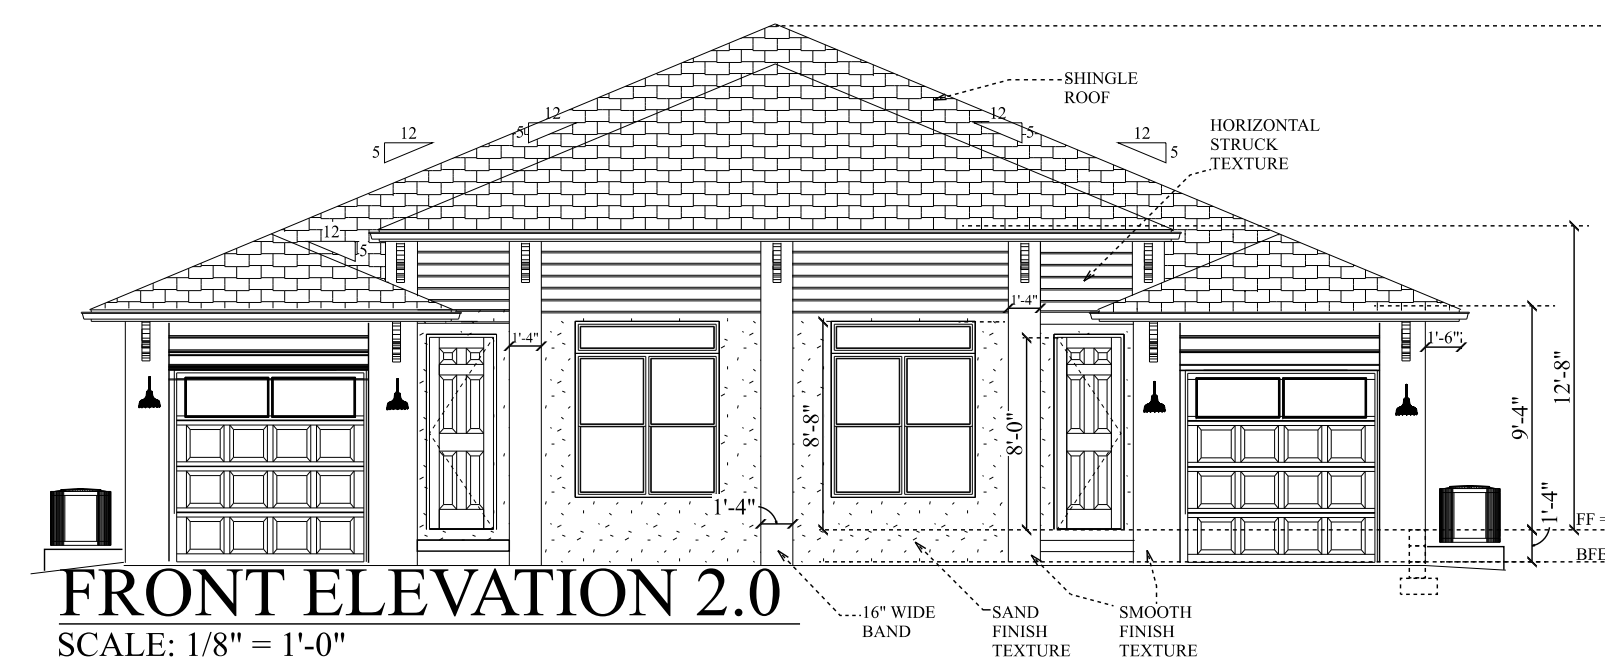 SHINGLE
ROOF
12
12
5
5
12
12
5
5
HORIZONTAL
STRUCK
TEXTURE
12
5
1'-4"
1'-4"
1'-6"
12'-8"
9'-4"
8'-8"
8'-0"
1'-4"
1'-4"
FF =
BFE
FRONT ELEVATION 2.0
SCALE: 1/8" = 1'-0"
16" WIDE
BAND
SAND
FINISH
TEXTURE
SMOOTH
FINISH
TEXTURE